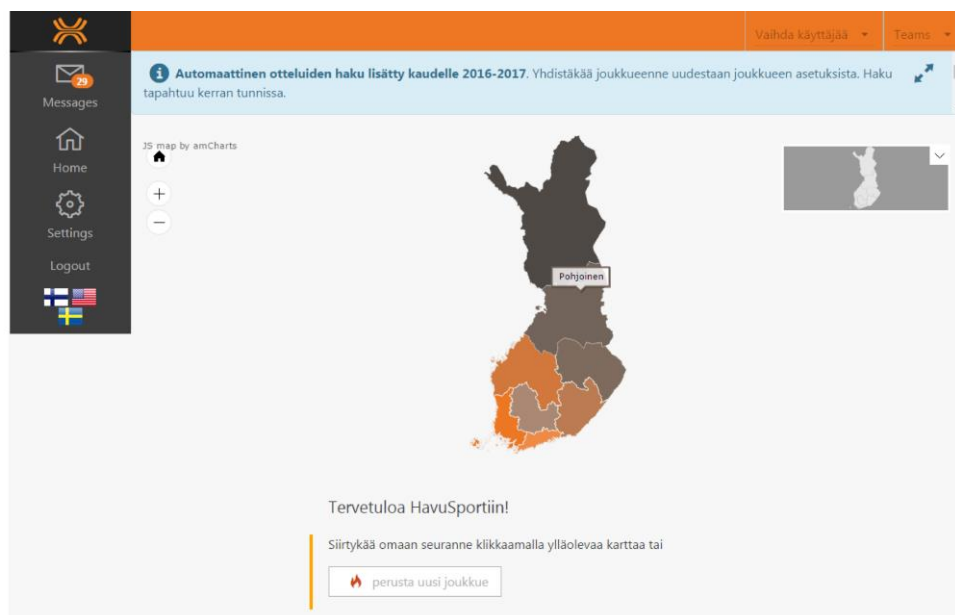 Vaihda käyttäjää
Teams
29
Messages
Home
Settings
Logout
Automaattinen otteluiden haku lisätty kaudelle 2016-2017. Yhdistäkää joukkueenne uudestaan joukkueen asetuksista. Haku
tapahtuu kerran tunnissa.
JS map by amCharts
Pohjoinen
Tervetuloa HavuSportiin!
Siirtykää omaan seuranne klikkaamalla ylläolevaa karttaa tai
perusta uusi joukkue